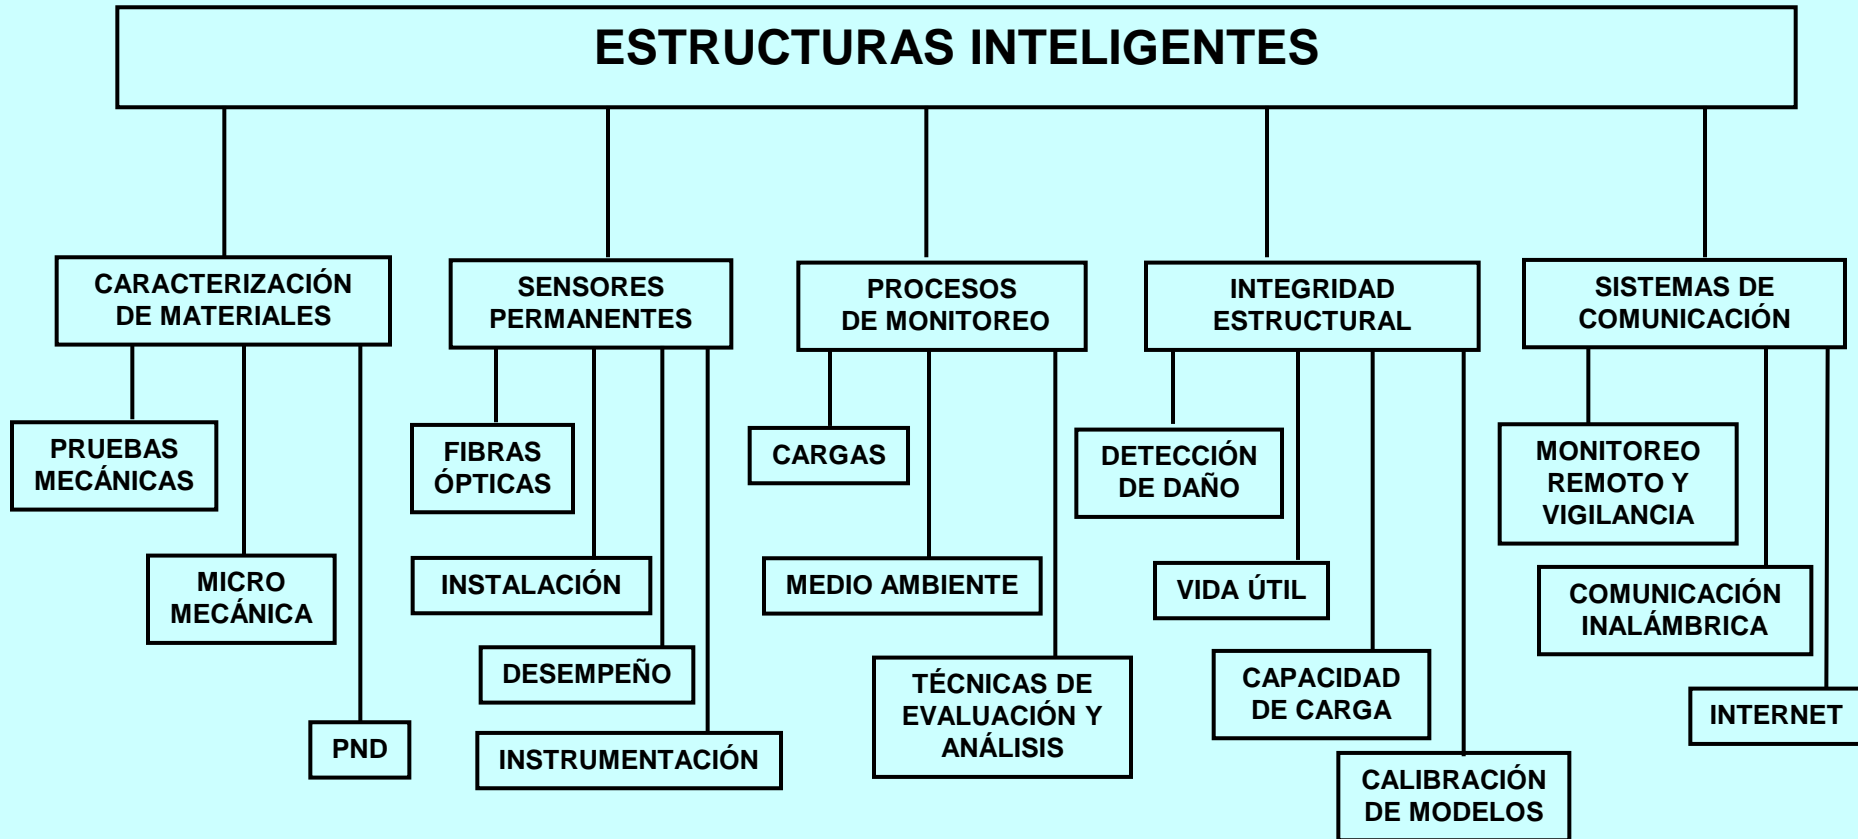 ESTRUCTURAS INTELIGENTES
CARACTERIZACIÓN
DE MATERIALES
PRUEBAS
MECÁNICAS
MICRO
MECÁNICA
PND
SENSORES
PERMANENTES
FIBRAS
ÓPTICAS
INSTALACIÓN
DESEMPEÑO
INSTRUMENTACIÓN
PROCESOS
DE MONITOREO
CARGAS
MEDIO AMBIENTE
TÉCNICAS DE
EVALUACIÓN Y
ANÁLISIS
INTEGRIDAD
ESTRUCTURAL
DETECCIÓN
DE DAÑO
VIDA ÚTIL
CAPACIDAD
DE CARGA
CALIBRACIÓN
DE MODELOS
SISTEMAS DE
COMUNICACIÓN
MONITOREO
REMOTO Y
VIGILANCIA
COMUNICACIÓN
INALÁMBRICA
INTERNET